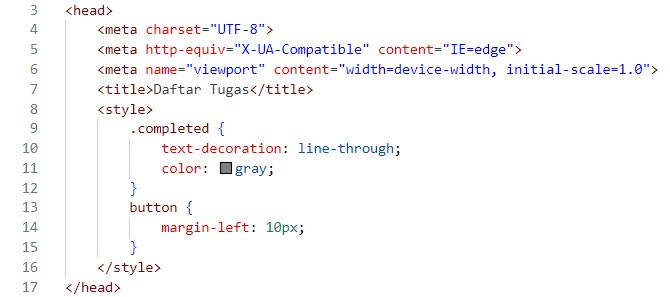 3 <head>
4 <meta charset="UTF-8">
5 <meta http-equiv="X-UA-Compatible" content="IE=edge">
6 <meta name="viewport" content="width=device-width, initial-scale=1.0">
7 <title>Daftar Tugas</title>
8 <style>
9 .completed {
10 text-decoration: line-through;
11 color: gray;
12 }
13 button {
14 margin-left: 10px;
15 }
16 </style>
17 </head>